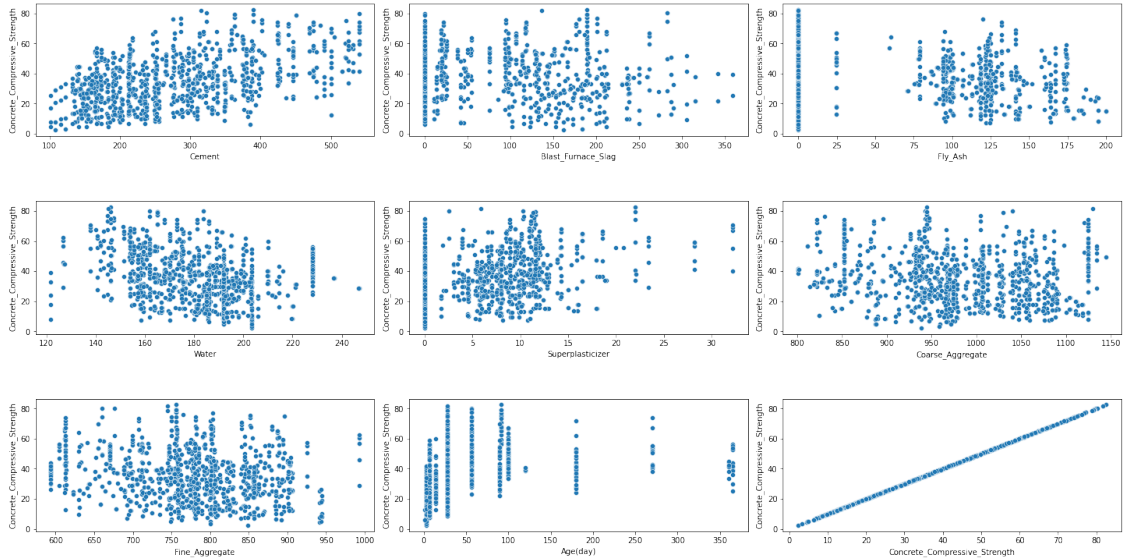 Concrete_Compressive_Strength
80
60
40
20
0
100 200 300 400 500
Cement
Concrete_Compressive_Strength
80
60
40
20
0
0 50 100 150 200 250 300 350
Blast_Furnace_Slag
Concrete_Compressive_Strength
80
60
40
20
0
0 25 50 75 100 125 150 175 200
Fly_Ash
Concrete_Compressive_Strength
80
60
40
20
0
120 140 160 180 200 220 240
Water
Concrete_Compressive_Strength
80
60
40
20
0
0 5 10 15 20 25 30
Superplasticizer
Concrete_Compressive_Strength
80
60
40
20
0
800 850 900 950 1000 1050 1100 1150
Coarse_Aggregate
Concrete_Compressive_Strength
80
60
40
20
0
600 650 700 750 800 850 900 950 1000
Fine_Aggregate
Concrete_Compressive_Strength
80
60
40
20
0
0 50 100 150 200 250 300 350
Age(day)
Concrete_Compressive_Strength
80
60
40
20
0
0 10 20 30 40 50 60 70 80
Concrete_Compressive_Strength